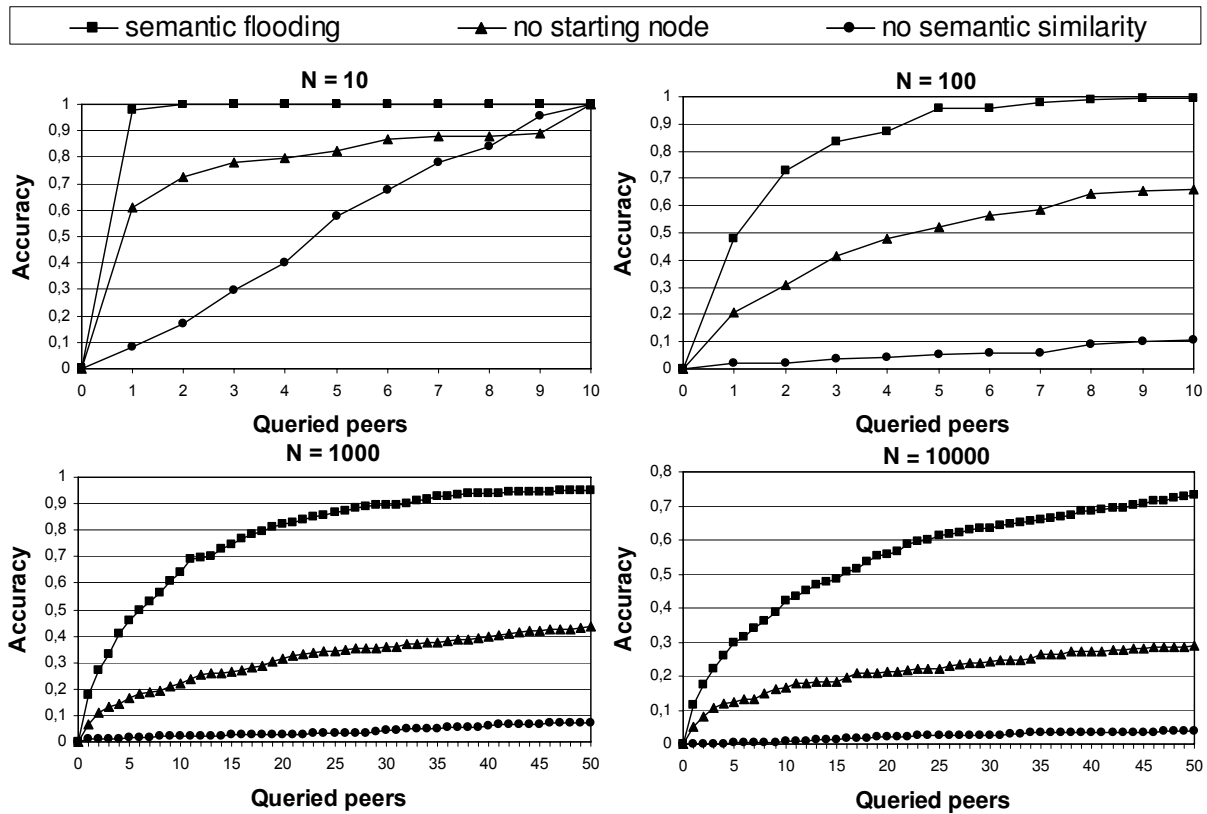 semantic flooding no starting node no semantic similarity
N = 10
1
0,9
0,8
0,7
0,6
0,5
0,4
0,3
0,2
0,1
0
Accuracy
0 1 2 3 4 5 6 7 8 9 10
Queried peers
N = 100
1
0,9
0,8
0,7
0,6
0,5
0,4
0,3
0,2
0,1
0
Accuracy
0 1 2 3 4 5 6 7 8 9 10
Queried peers
N = 1000
1
0,9
0,8
0,7
0,6
0,5
0,4
0,3
0,2
0,1
0
Accuracy
0 5 10 15 20 25 30 35 40 45 50
Queried peers
N = 10000
0,8
0,7
0,6
0,5
0,4
0,3
0,2
0,1
0
Accuracy
0 5 10 15 20 25 30 35 40 45 50
Queried peers